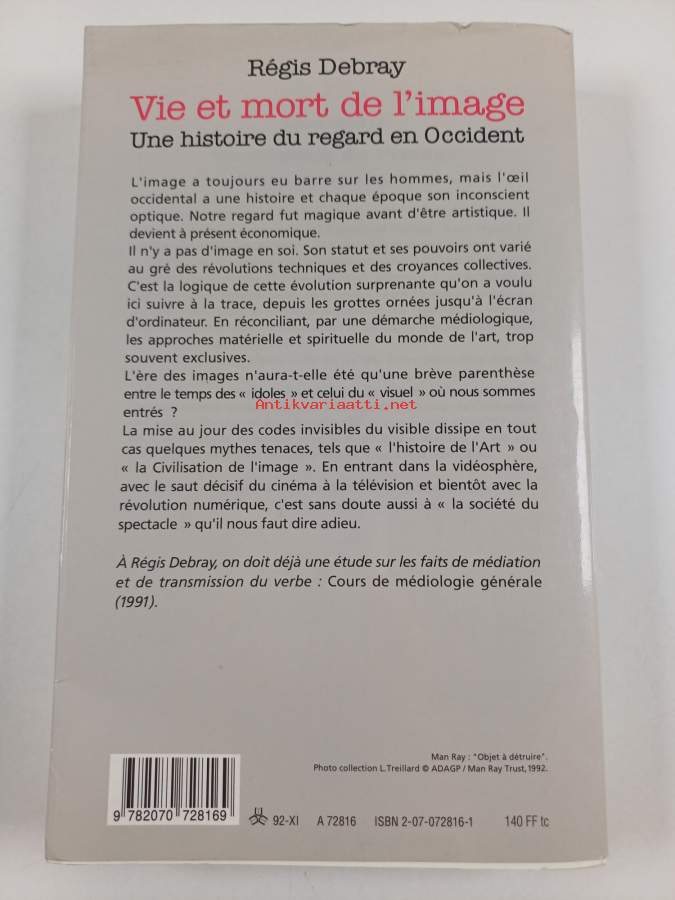 Régis Debray
Vie et mort de l'image
Une histoire du regard en Occident
L'image a toujours eu barre sur les hommes, mais l'œil
occidental a une histoire et chaque époque son inconscient
optique. Notre regard fut magique avant d'être artistique. Il
devient à présent économique.
Il n'y a pas d'image en soi. Son statut et ses pouvoirs ont varié
au gré des révolutions techniques et des croyances collectives.
C'est la logique de cette évolution surprenante qu'on a voulu
ici suivre à la trace, depuis les grottes ornées jusqu'à l'écran
d'ordinateur. En réconciliant, par une démarche médiologique,
les approches matérielle et spirituelle du monde de l'art, trop
souvent exclusives.
L'ère des images n'aura-t-elle été qu'une brève parenthèse
entre le temps des « idoles » et celui du « visuel » où nous sommes
Antikvariaatti.net
entrés ?
La mise au jour des codes invisibles du visible dissipe en tout
cas quelques mythes tenaces, tels que « l'histoire de l'Art » ou
« la Civilisation de l'image ». En entrant dans la vidéosphère,
avec le saut décisif du cinéma à la télévision et bientôt avec la
révolution numérique, c'est sans doute aussi à « la société du
spectacle » qu'il nous faut dire adieu.
À Régis Debray, on doit déjà une étude sur les faits de médiation
et de transmission du verbe : Cours de médiologie générale
(1991).
Man Ray : "Objet à détruire".
Photo collection L.Treillard © ADAGP / Man Ray Trust, 1992.
9 782070 728169
92-XI A 72816 ISBN 2-07-072816-1 140 FF tc